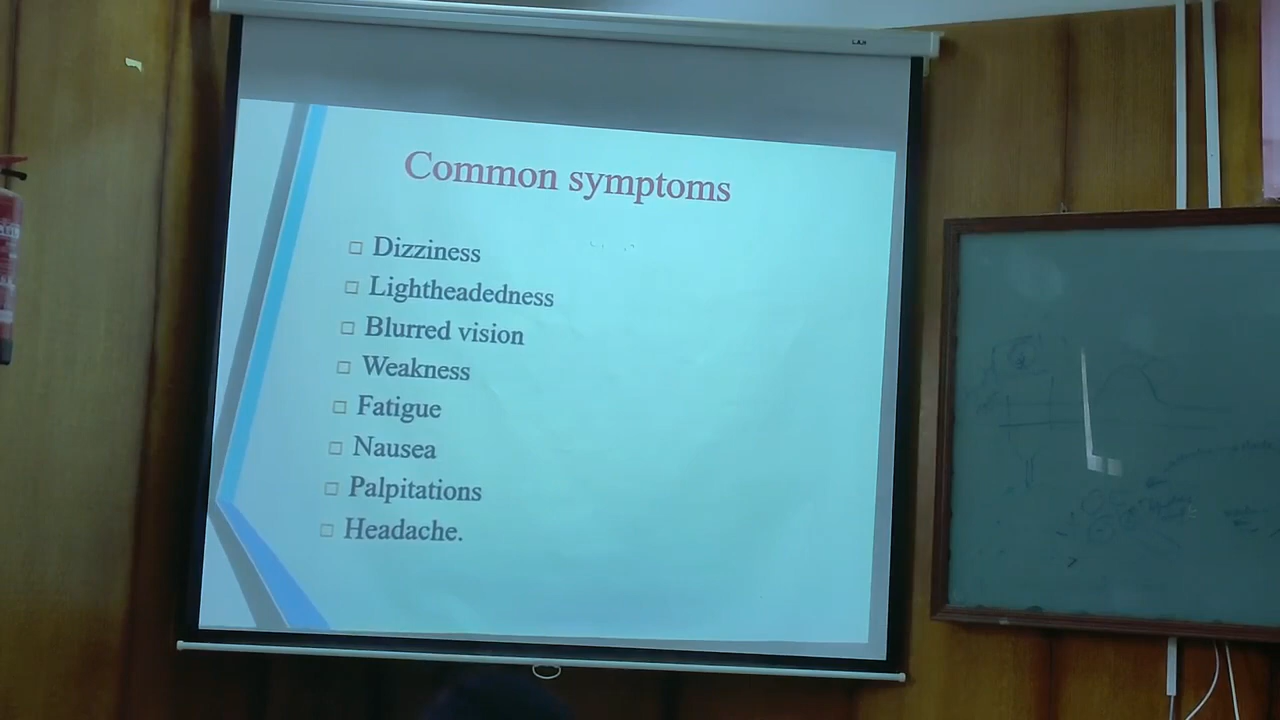 Common symptoms
Dizziness
Lightheadedness
Blurred vision
Weakness
Fatigue
Nausea
Palpitations
Headache.